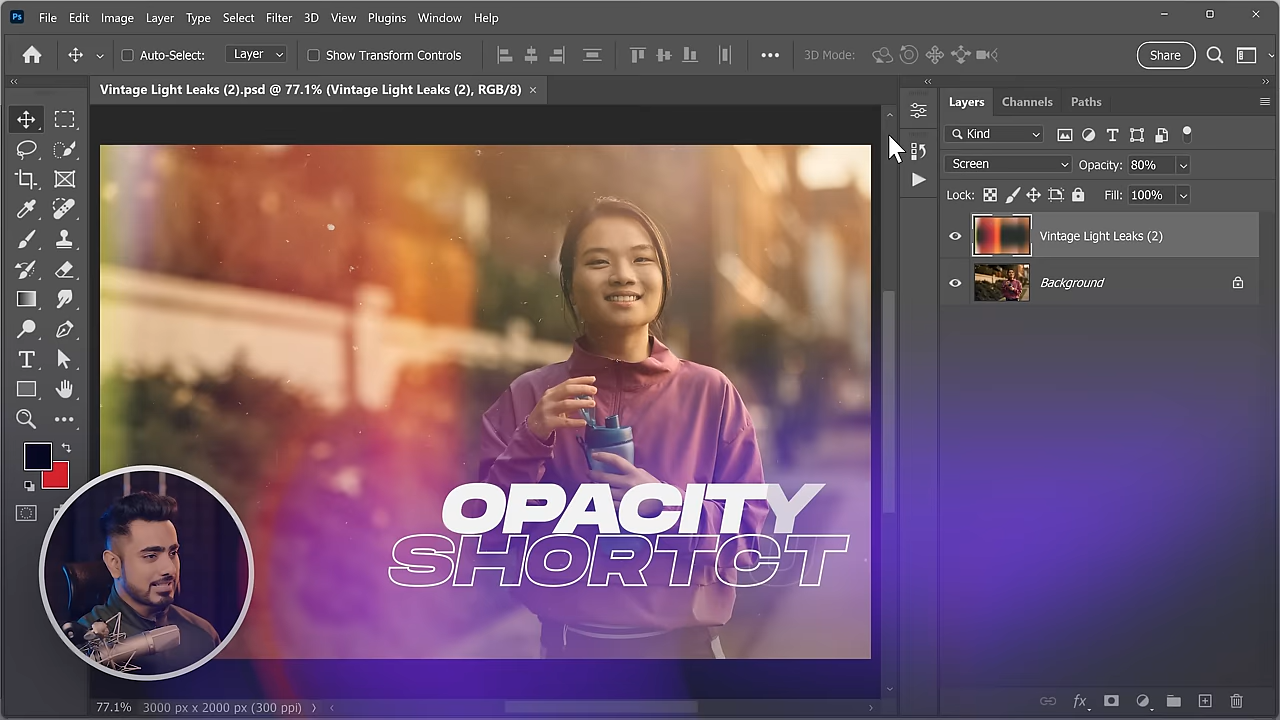 Ps File Edit Image Layer Type Select Filter 3D View Plugins Window Help
Auto-Select: Layer Show Transform Controls 3D Mode: Share
Vintage Light Leaks (2).psd @ 77.1% (Vintage Light Leaks (2), RGB/8)
Layers Channels Paths
Kind
Screen Opacity: 80%
Lock: Fill: 100%
Vintage Light Leaks (2)
Background
OPACITY
SHORTCT
77.1% 3000 px x 2000 px (300 ppi)
fx